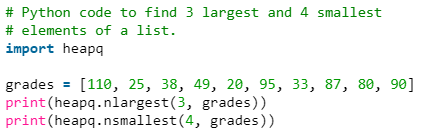 # Python code to find 3 largest and 4 smallest
# elements of a list.
import heapq

grades = [110, 25, 38, 49, 20, 95, 33, 87, 80, 90]
print(heapq.nlargest(3, grades))
print(heapq.nsmallest(4, grades))